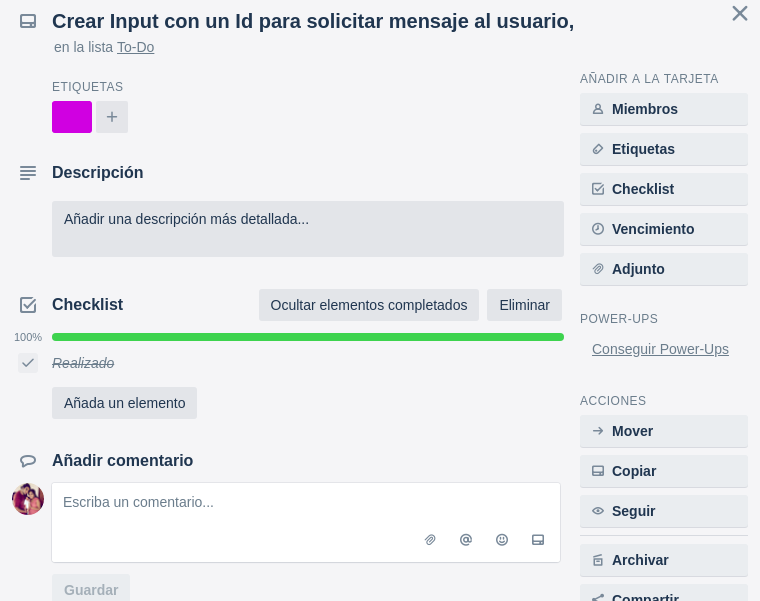 Crear Input con un Id para solicitar mensaje al usuario,
en la lista To-Do
ETIQUETAS
+
Descripción
Añadir una descripción más detallada...
Checklist
Ocultar elementos completados
Eliminar
100%
Realizado
Añada un elemento
Añadir comentario
Escriba un comentario...
@
Guardar
AÑADIR A LA TARJETA
Miembros
Etiquetas
Checklist
Vencimiento
Adjunto
POWER-UPS
Conseguir Power-Ups
ACCIONES
Mover
Copiar
Seguir
Archivar
Compartir